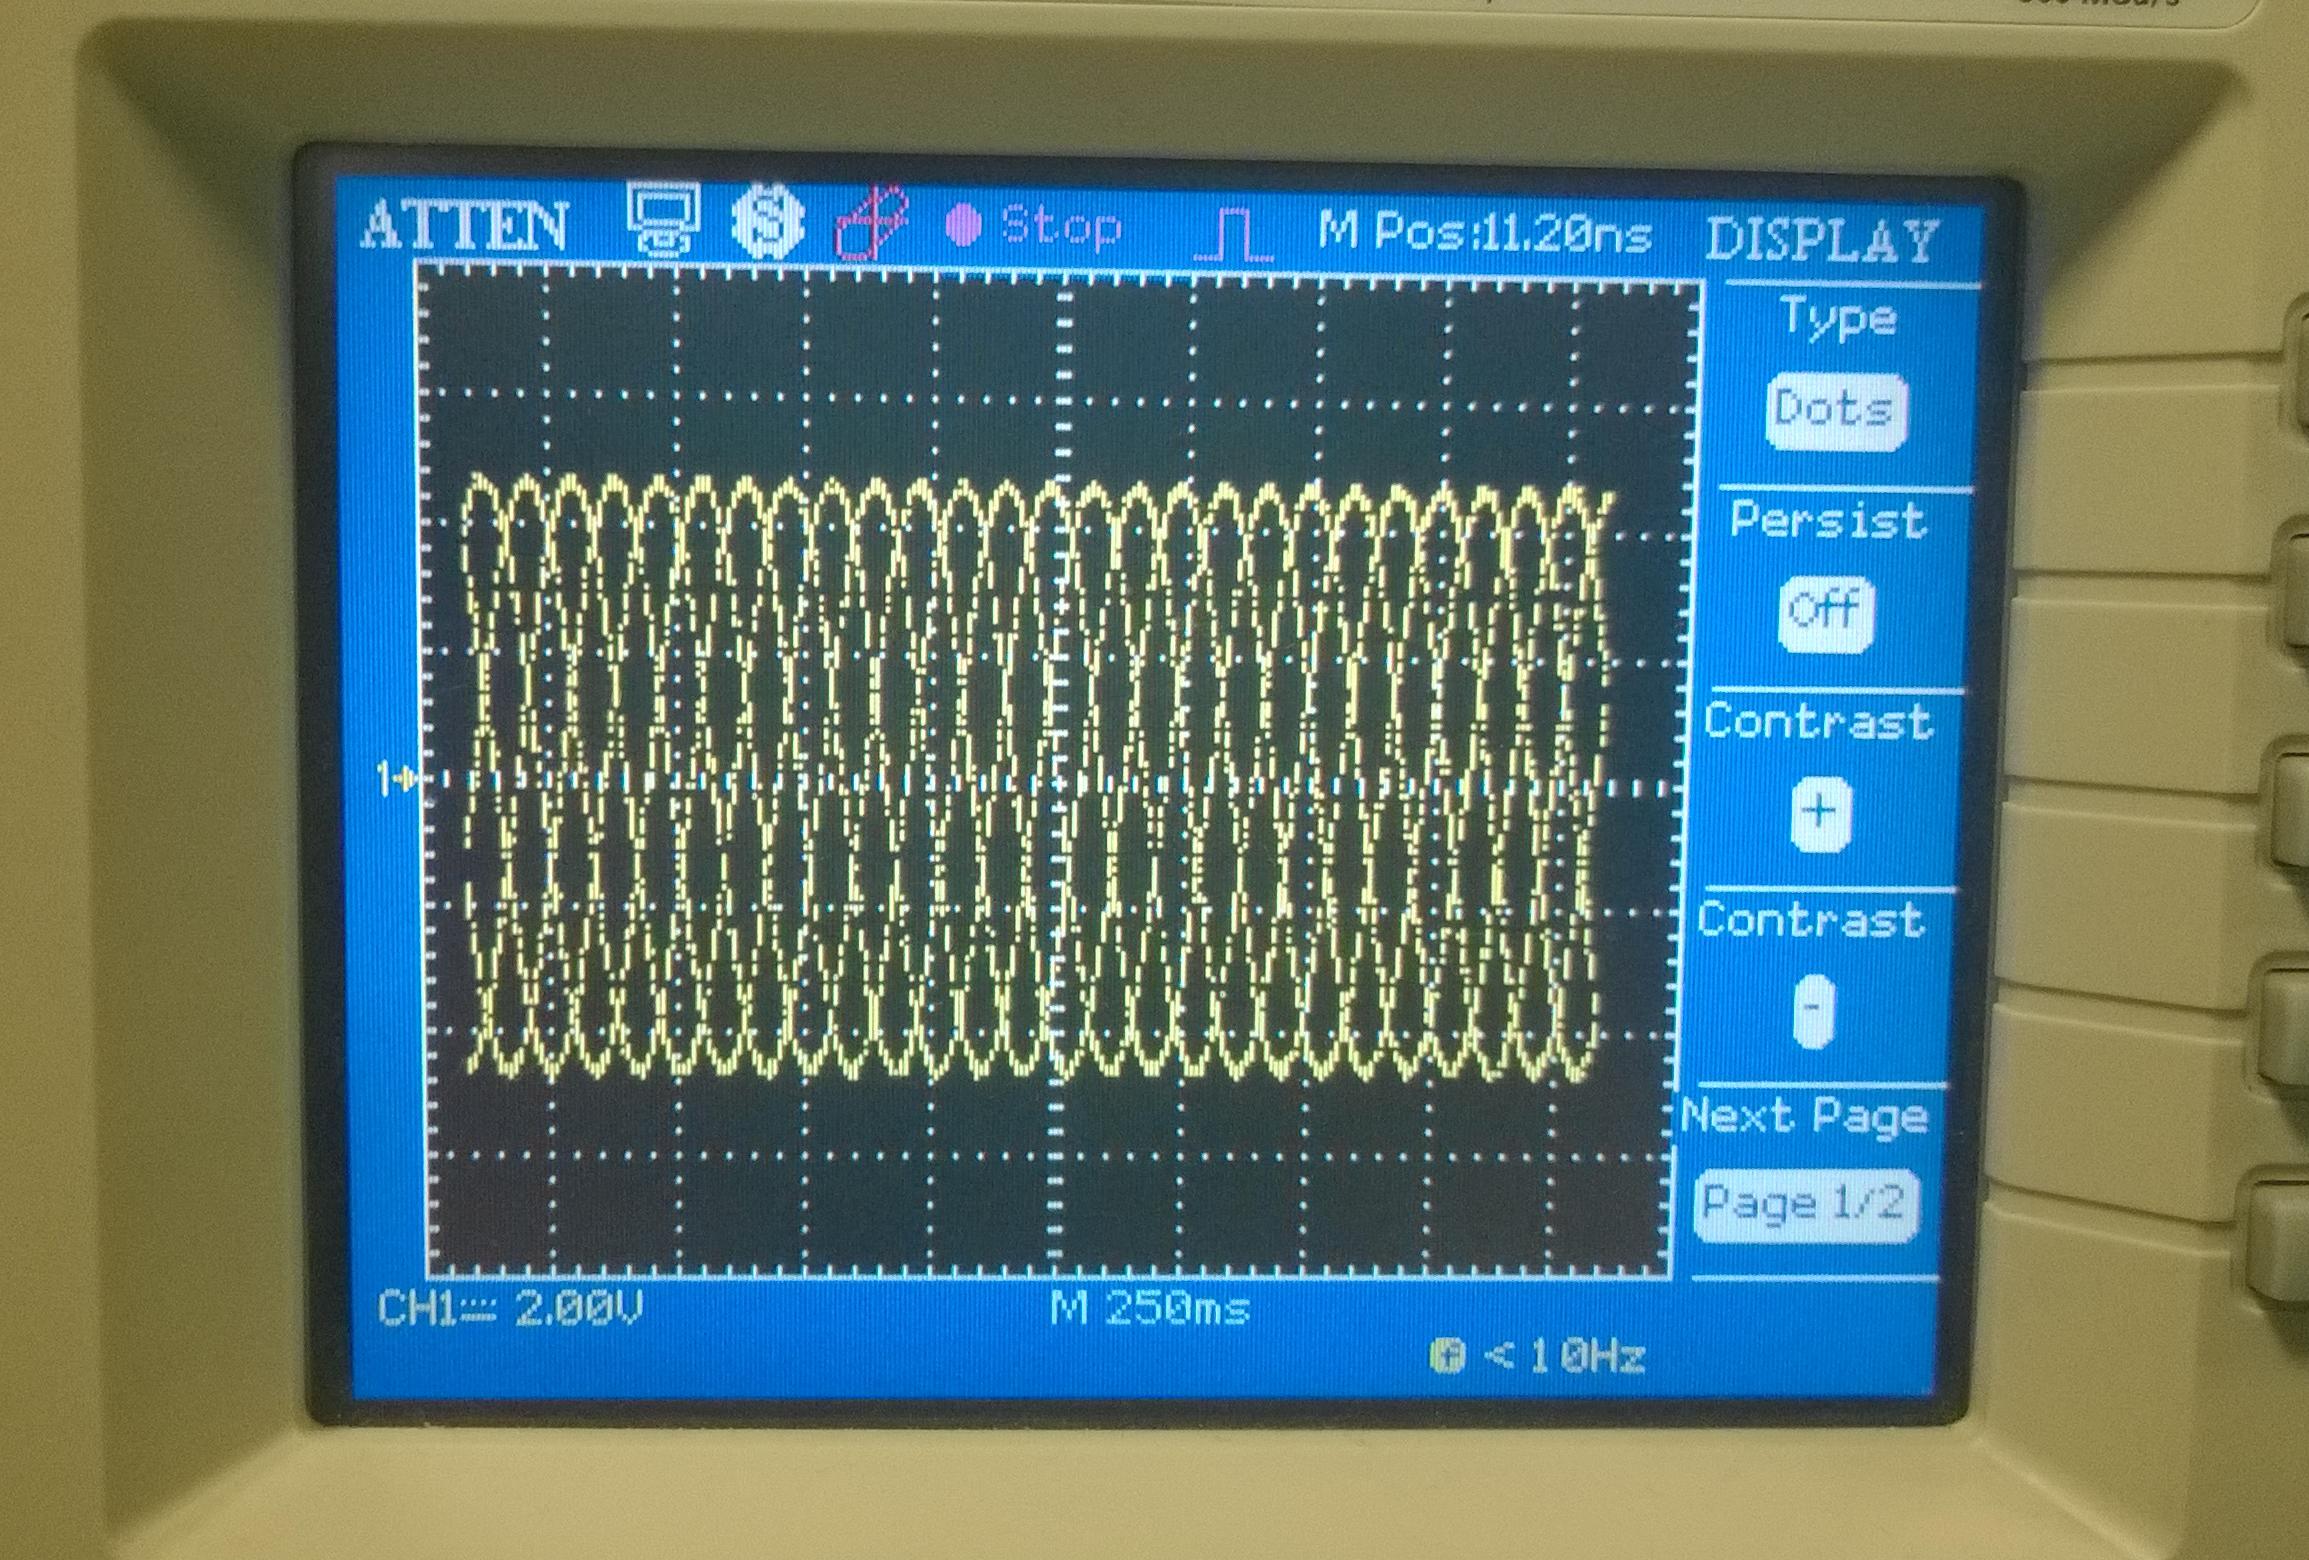 ATTEN Stop M Pos:11.20ns DISPLAY
Type
Dots
Persist
Off
Contrast
+
Contrast
-
Next Page
Page 1/2
1
CH1 2.00V M 250ms
f <10Hz